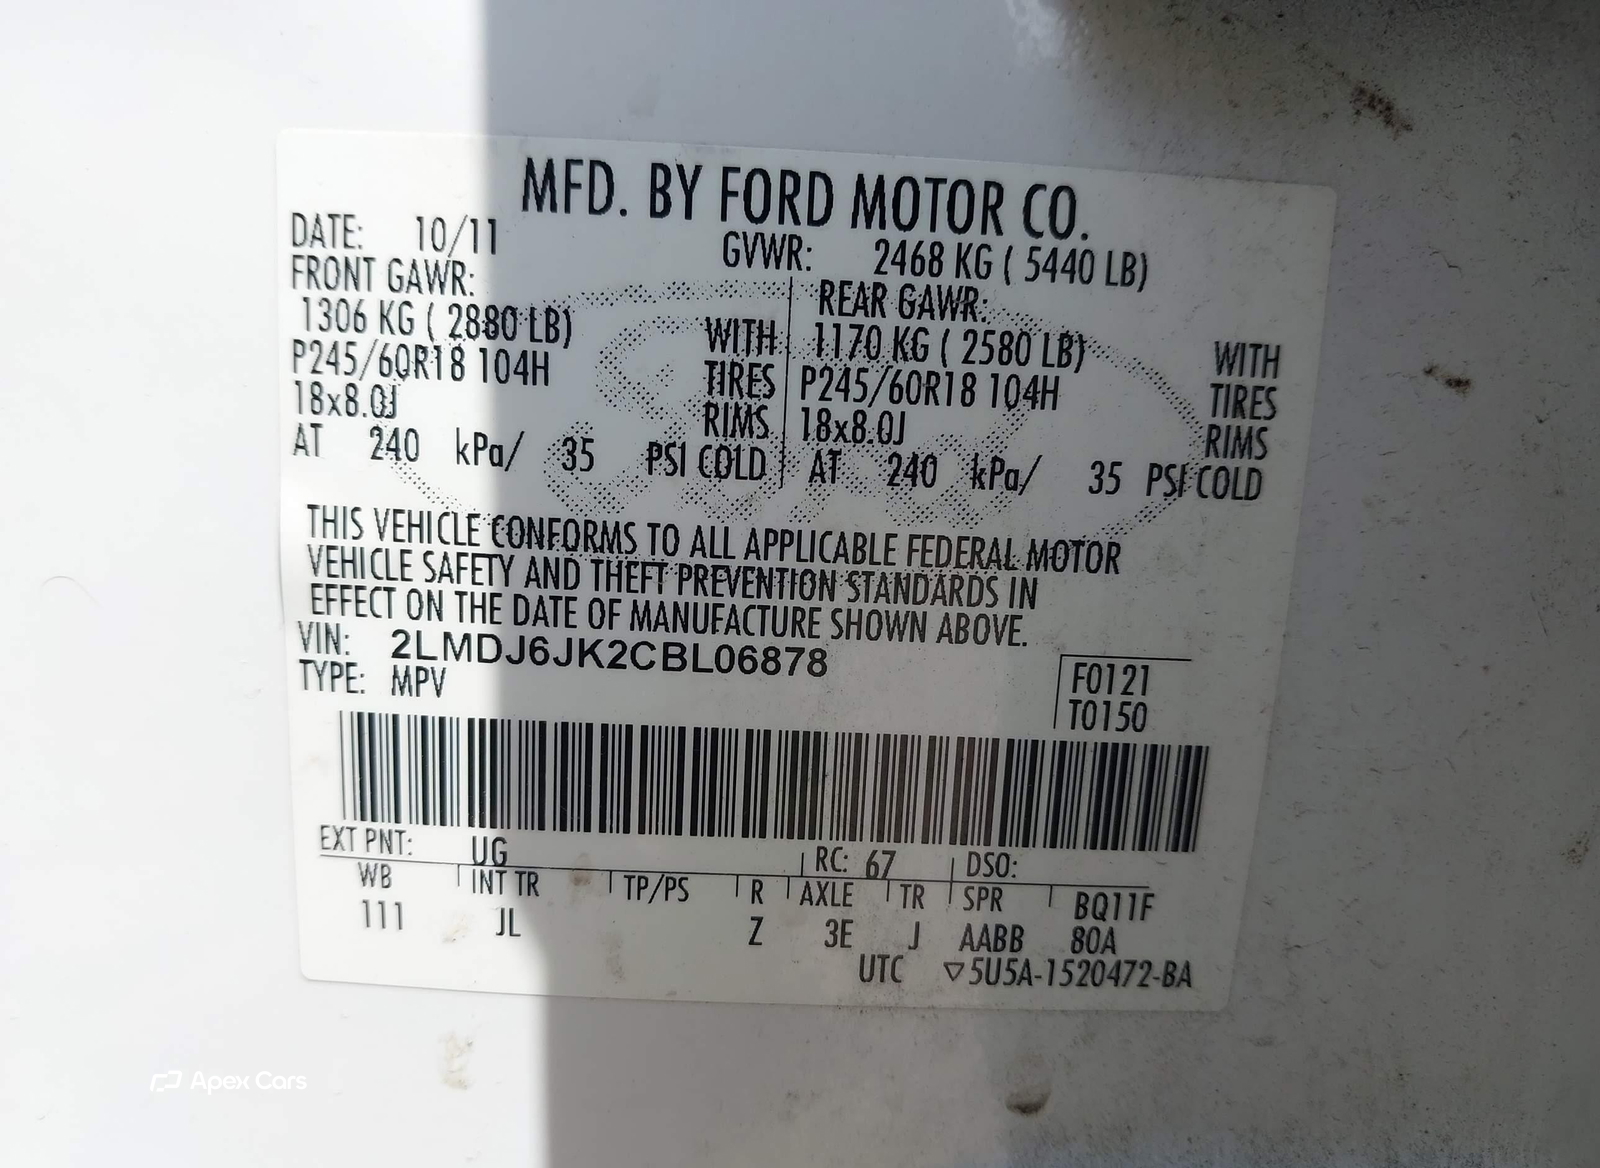 MFD. BY FORD MOTOR CO.
DATE: 10/11 GVWR: 2468 KG ( 5440 LB)
FRONT GAWR: REAR GAWR:
1306 KG ( 2880 LB) WITH 1170 KG ( 2580 LB) WITH
P245/60R18 104H TIRES P245/60R18 104H TIRES
18x8.0J RIMS 18x8.0J RIMS
AT 240 kPa/ 35 PSI COLD AT 240 kPa/ 35 PSI COLD
THIS VEHICLE CONFORMS TO ALL APPLICABLE FEDERAL MOTOR
VEHICLE SAFETY AND THEFT PREVENTION STANDARDS IN
EFFECT ON THE DATE OF MANUFACTURE SHOWN ABOVE.
VIN: 2LMDJ6JK2CBL06878
TYPE: MPV
F0121
T0150
EXT PNT: UG RC: 67 DSO:
WB INT TR TP/PS R AXLE TR SPR BQ11F
111 JL Z 3E J AABB 80A
UTC ▽5U5A-1520472-BA
Apex Cars